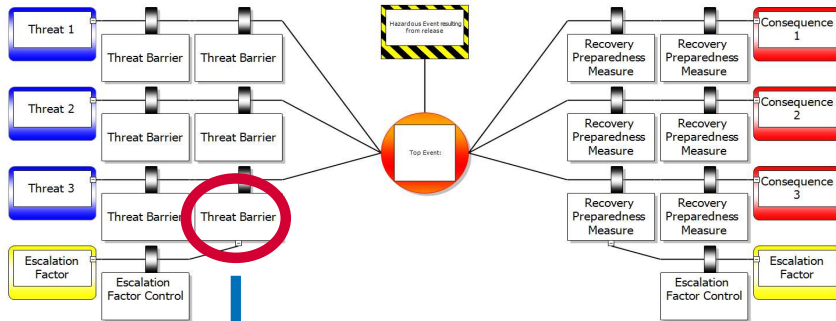 Threat 1
Threat Barrier
Threat Barrier
Hazardous Event resulting
from release
Recovery
Preparedness
Measure
Recovery
Preparedness
Measure
Consequence
1
Threat 2
Threat Barrier
Threat Barrier
Top Event:
Recovery
Preparedness
Measure
Recovery
Preparedness
Measure
Consequence
2
Threat 3
Threat Barrier
Threat Barrier
Recovery
Preparedness
Measure
Recovery
Preparedness
Measure
Consequence
3
Escalation
Factor
Escalation
Factor Control
Escalation
Factor Control
Escalation
Factor